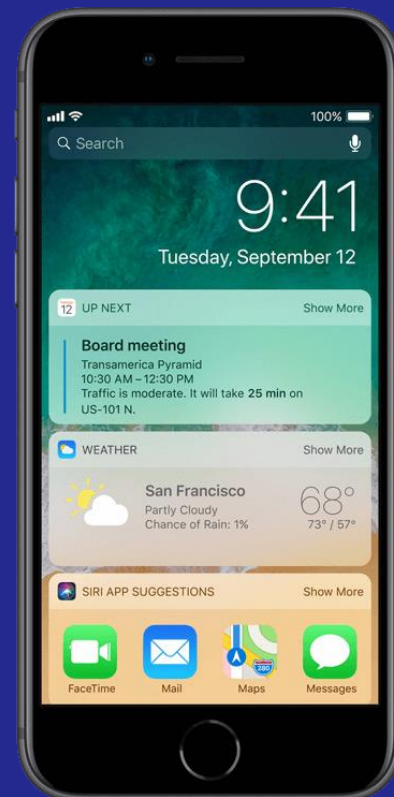 100%
Search
9:41
Tuesday, September 12
12 UP NEXT Show More
Board meeting
Transamerica Pyramid
10:30 AM – 12:30 PM
Traffic is moderate. It will take 25 min on
US-101 N.
WEATHER Show More
San Francisco 68°
Partly Cloudy
Chance of Rain: 1% 73° / 57°
SIRI APP SUGGESTIONS Show More
280
FaceTime Mail Maps Messages